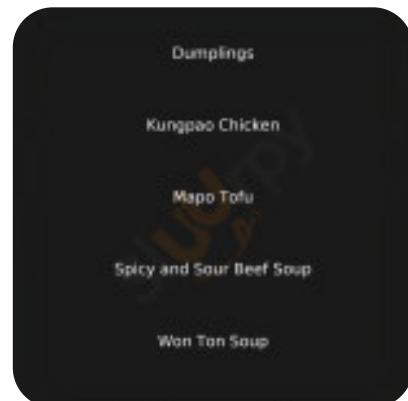 Dumplings
Kungpao Chicken
Mapo Tofu
Spicy and Sour Beef Soup
Won Ton Soup